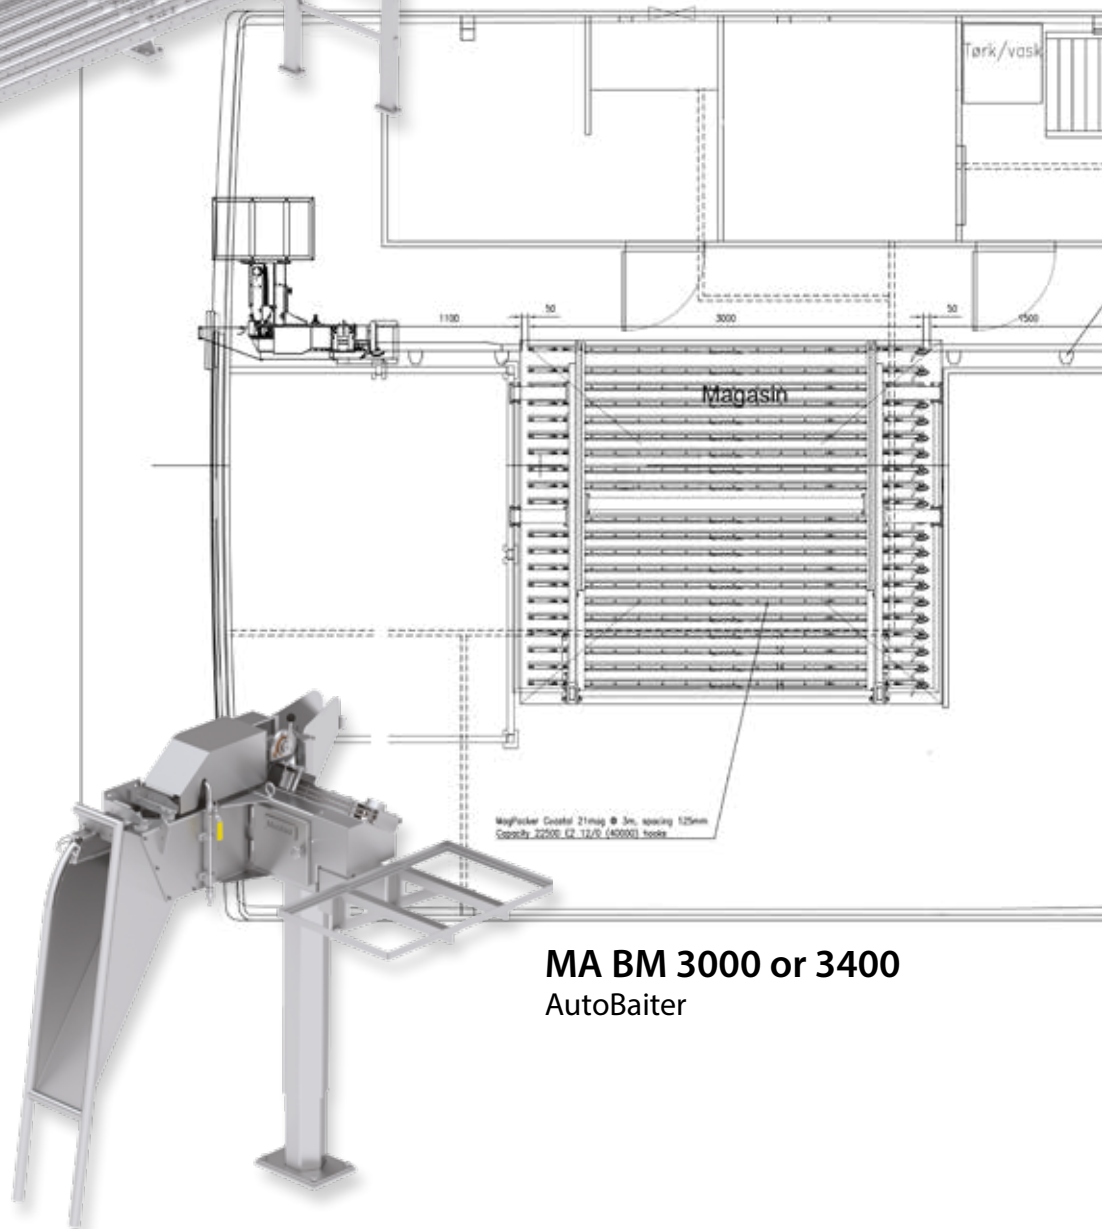 Tørk/vask
50
50
1100
3000
1500
Magasin
MagPacker Coastal 21mag @ 3m, spacing 125mm
Capacity 22500 EZ 12/0 (40000) hooks
MA BM 3000 or 3400
AutoBaiter